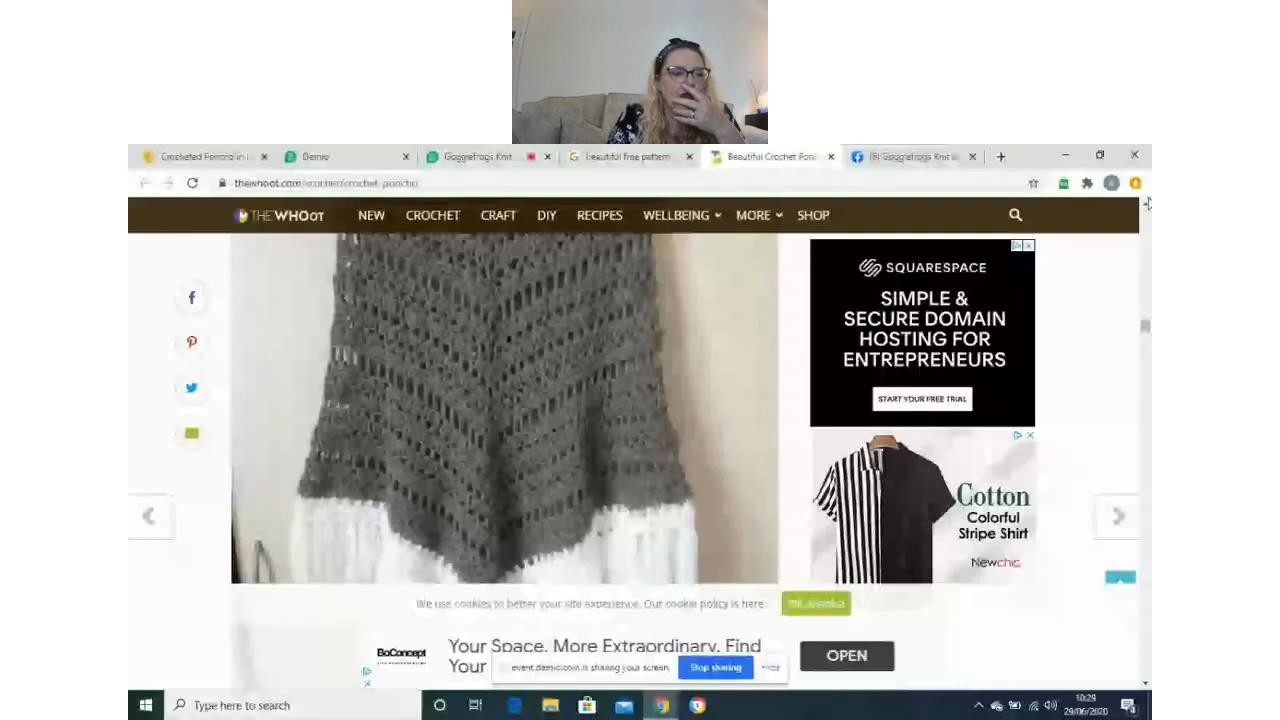 Crocheted Poncho in
Demio
Gogglefrogs Knit
beautiful free pattern
Beautiful Crochet Pon
Gogglefrogs Knit
thewhoot.com/crochet/crochet-poncho
THE WHOot
NEW
CROCHET
CRAFT
DIY
RECIPES
WELLBEING
MORE
SHOP
SQUARESPACE
SIMPLE &
SECURE DOMAIN
HOSTING FOR
ENTREPRENEURS
START YOUR FREE TRIAL
Cotton
Colorful
Stripe Shirt
Newchic
We use cookies to better your site experience. Our cookie policy is here.
BoConcept
Your Space. More Extraordinary. Find
Your
OPEN
event.demio.com is sharing your screen.
Stop sharing
Hide
Type here to search
10:29
29/06/2020